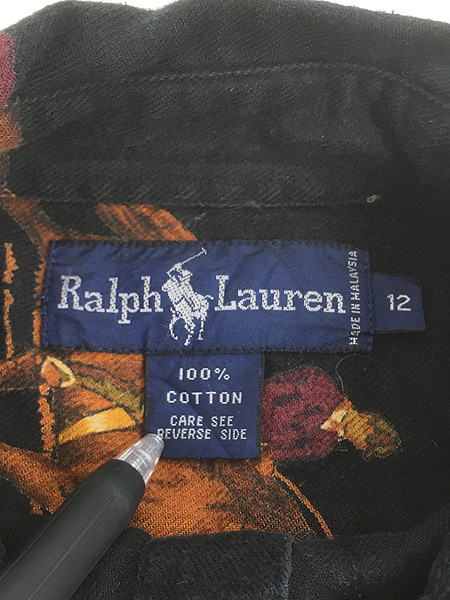 Ralph Lauren
MADE IN MALAYSIA
12
100%
COTTON
CARE SEE
REVERSE SIDE